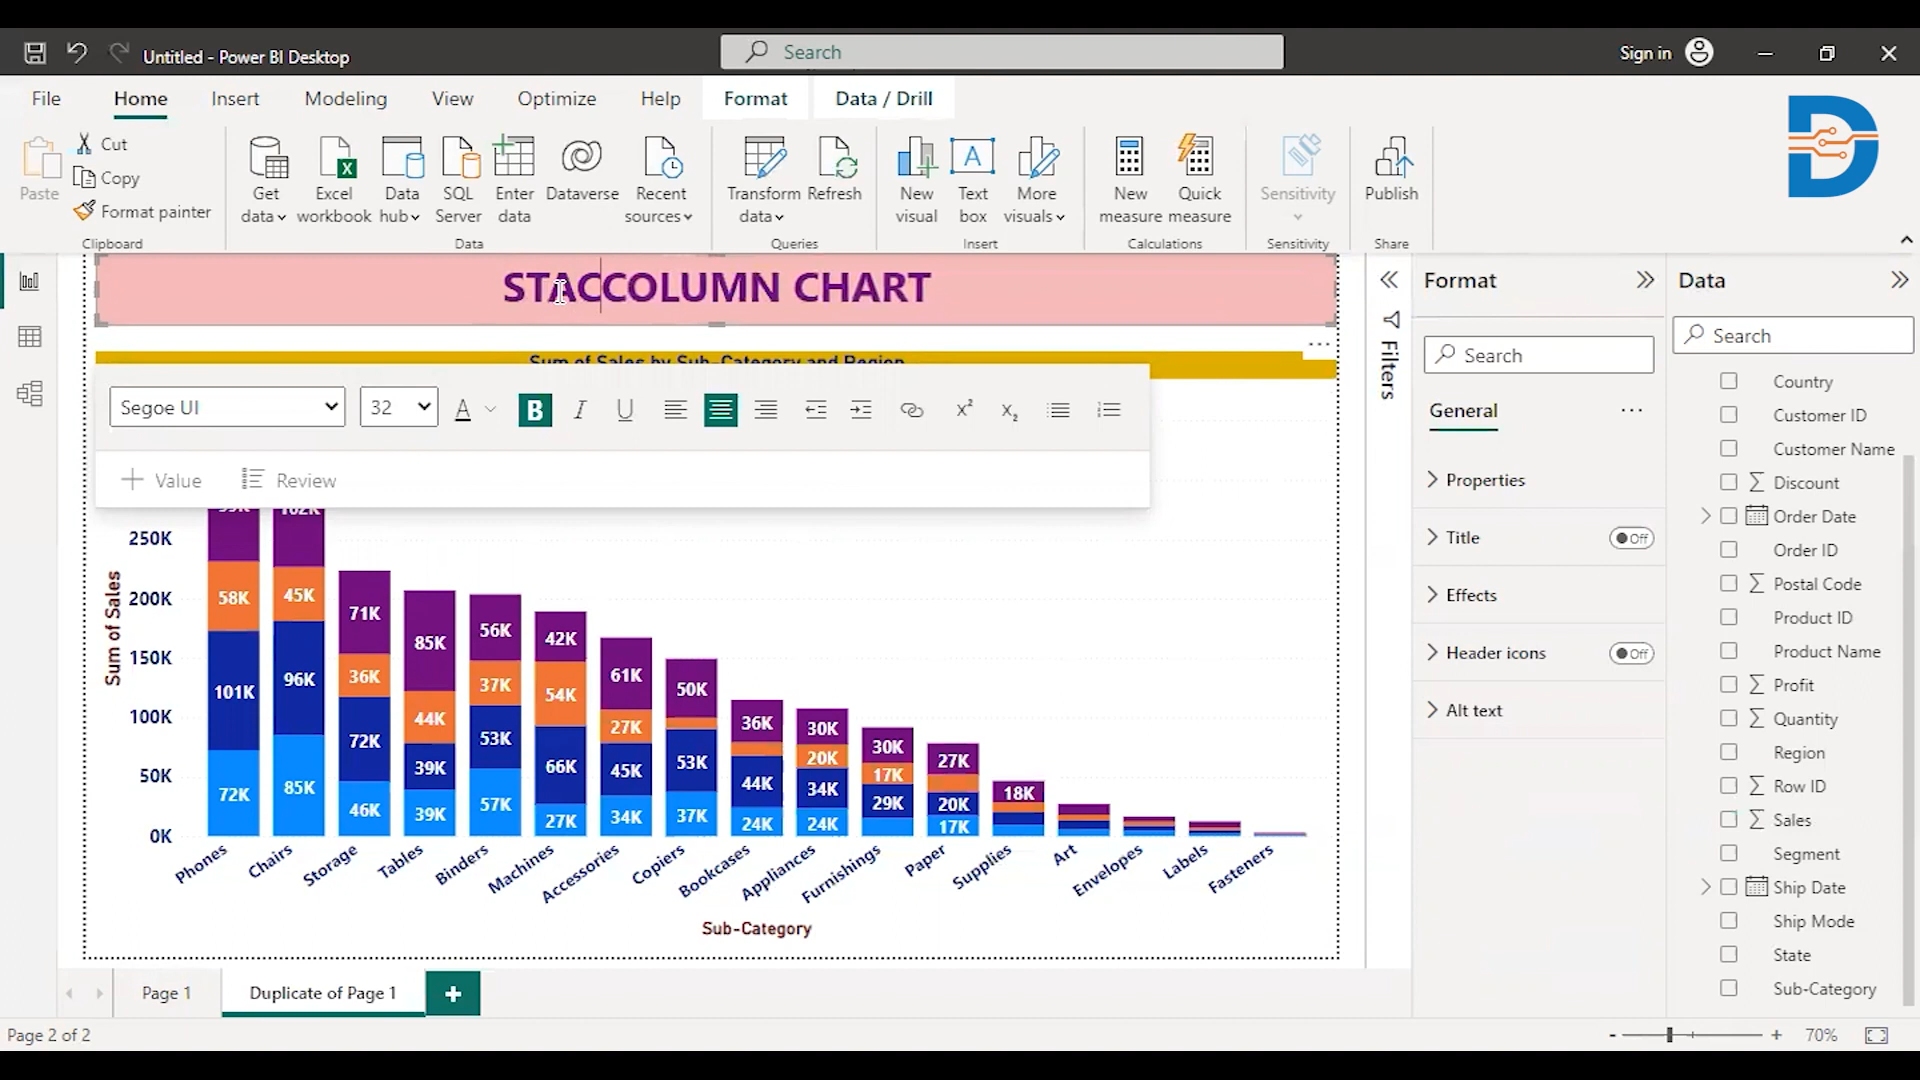 Untitled - Power BI Desktop
Search
Sign in
File Home Insert Modeling View Optimize Help Format Data / Drill
Paste
Cut
Copy
Format painter
Clipboard
Get data
Excel workbook
Data hub
SQL Server
Enter data
Dataverse
Recent sources
Data
Transform data
Refresh
Queries
New visual
Text box
More visuals
Insert
New measure
Quick measure
Calculations
Sensitivity
Sensitivity
Publish
Share
STACCOLUMN CHART
Sum of Sales by Sub-Category and Region
Segoe UI 32 A B I U
Value Review
250K
200K
150K
100K
50K
0K
Sum of Sales
58K 101K 72K
102K 45K 96K 85K
71K 36K 72K 46K
85K 44K 39K 39K
56K 37K 53K 57K
42K 54K 66K 27K
61K 27K 45K 34K
50K 53K 37K
36K 44K 24K
30K 20K 34K 24K
30K 17K 29K
27K 20K 17K
18K
Phones Chairs Storage Tables Binders Machines Accessories Copiers Bookcases Appliances Furnishings Paper Supplies Art Envelopes Labels Fasteners
Sub-Category
Filters
Format
Search
General
Properties
Title Off
Effects
Header icons Off
Alt text
Data
Search
Country
Customer ID
Customer Name
Discount
Order Date
Order ID
Postal Code
Product ID
Product Name
Profit
Quantity
Region
Row ID
Sales
Segment
Ship Date
Ship Mode
State
Sub-Category
Page 1
Duplicate of Page 1
Page 2 of 2
70%